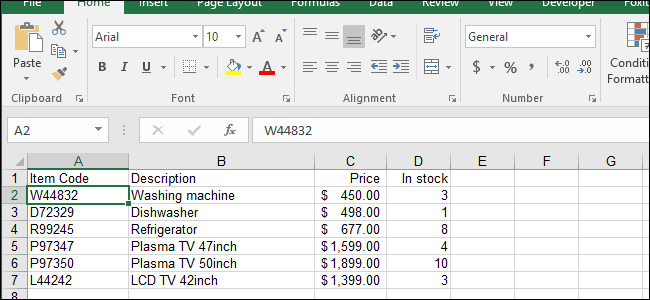 File Home Insert Page Layout Formulas Data Review View Developer Foxit
Paste
Arial 10 A A
B I U A
General
$ % , .0 .00 .00 .0
Conditi
Formatt
Clipboard Font Alignment Number
A2 fx W44832
A B C D E F G
1 Item Code Description Price In stock
2 W44832 Washing machine $ 450.00 3
3 D72329 Dishwasher $ 498.00 1
4 R99245 Refrigerator $ 677.00 8
5 P97347 Plasma TV 47inch $1,599.00 4
6 P97350 Plasma TV 50inch $1,899.00 10
7 L44242 LCD TV 42inch $1,399.00 3
8